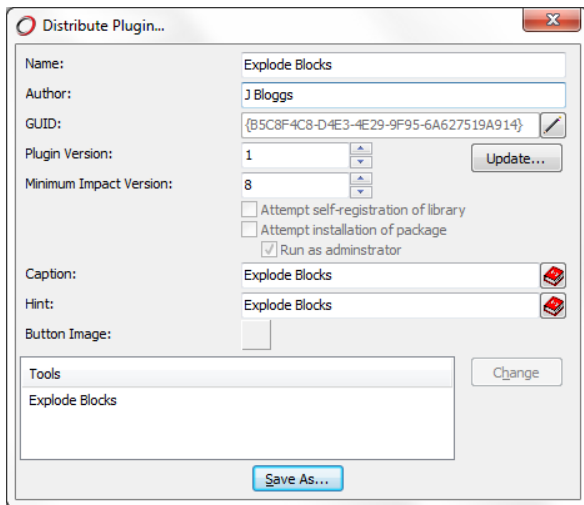 Distribute Plugin...
Name: Explode Blocks
Author: J Bloggs
GUID: {B5C8F4C8-D4E3-4E29-9F95-6A627519A914}
Plugin Version: 1 Update...
Minimum Impact Version: 8
Attempt self-registration of library
Attempt installation of package
Run as adminstrator
Caption: Explode Blocks
Hint: Explode Blocks
Button Image:
Tools Change
Explode Blocks
Save As...